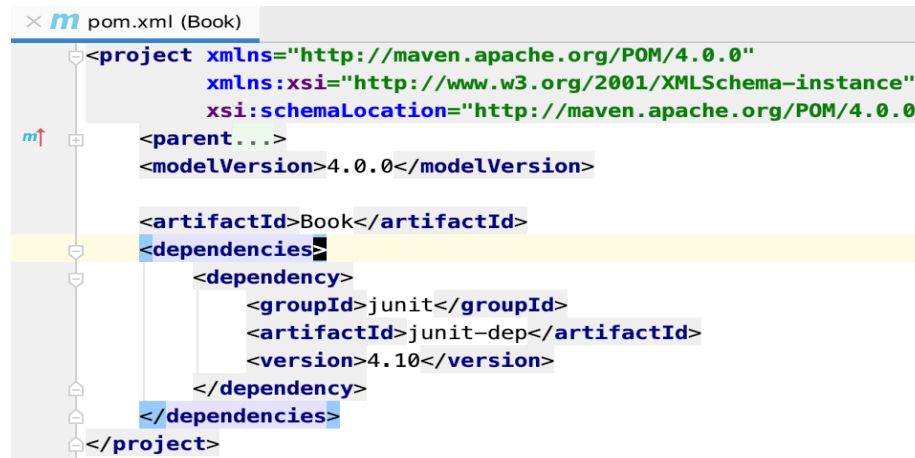 m pom.xml (Book)
<project xmlns="http://maven.apache.org/POM/4.0.0"
xmlns:xsi="http://www.w3.org/2001/XMLSchema-instance"
xsi:schemaLocation="http://maven.apache.org/POM/4.0.0
m <parent...>
<modelVersion>4.0.0</modelVersion>
<artifactId>Book</artifactId>
<dependencies>
<dependency>
<groupId>junit</groupId>
<artifactId>junit-dep</artifactId>
<version>4.10</version>
</dependency>
</dependencies>
</project>